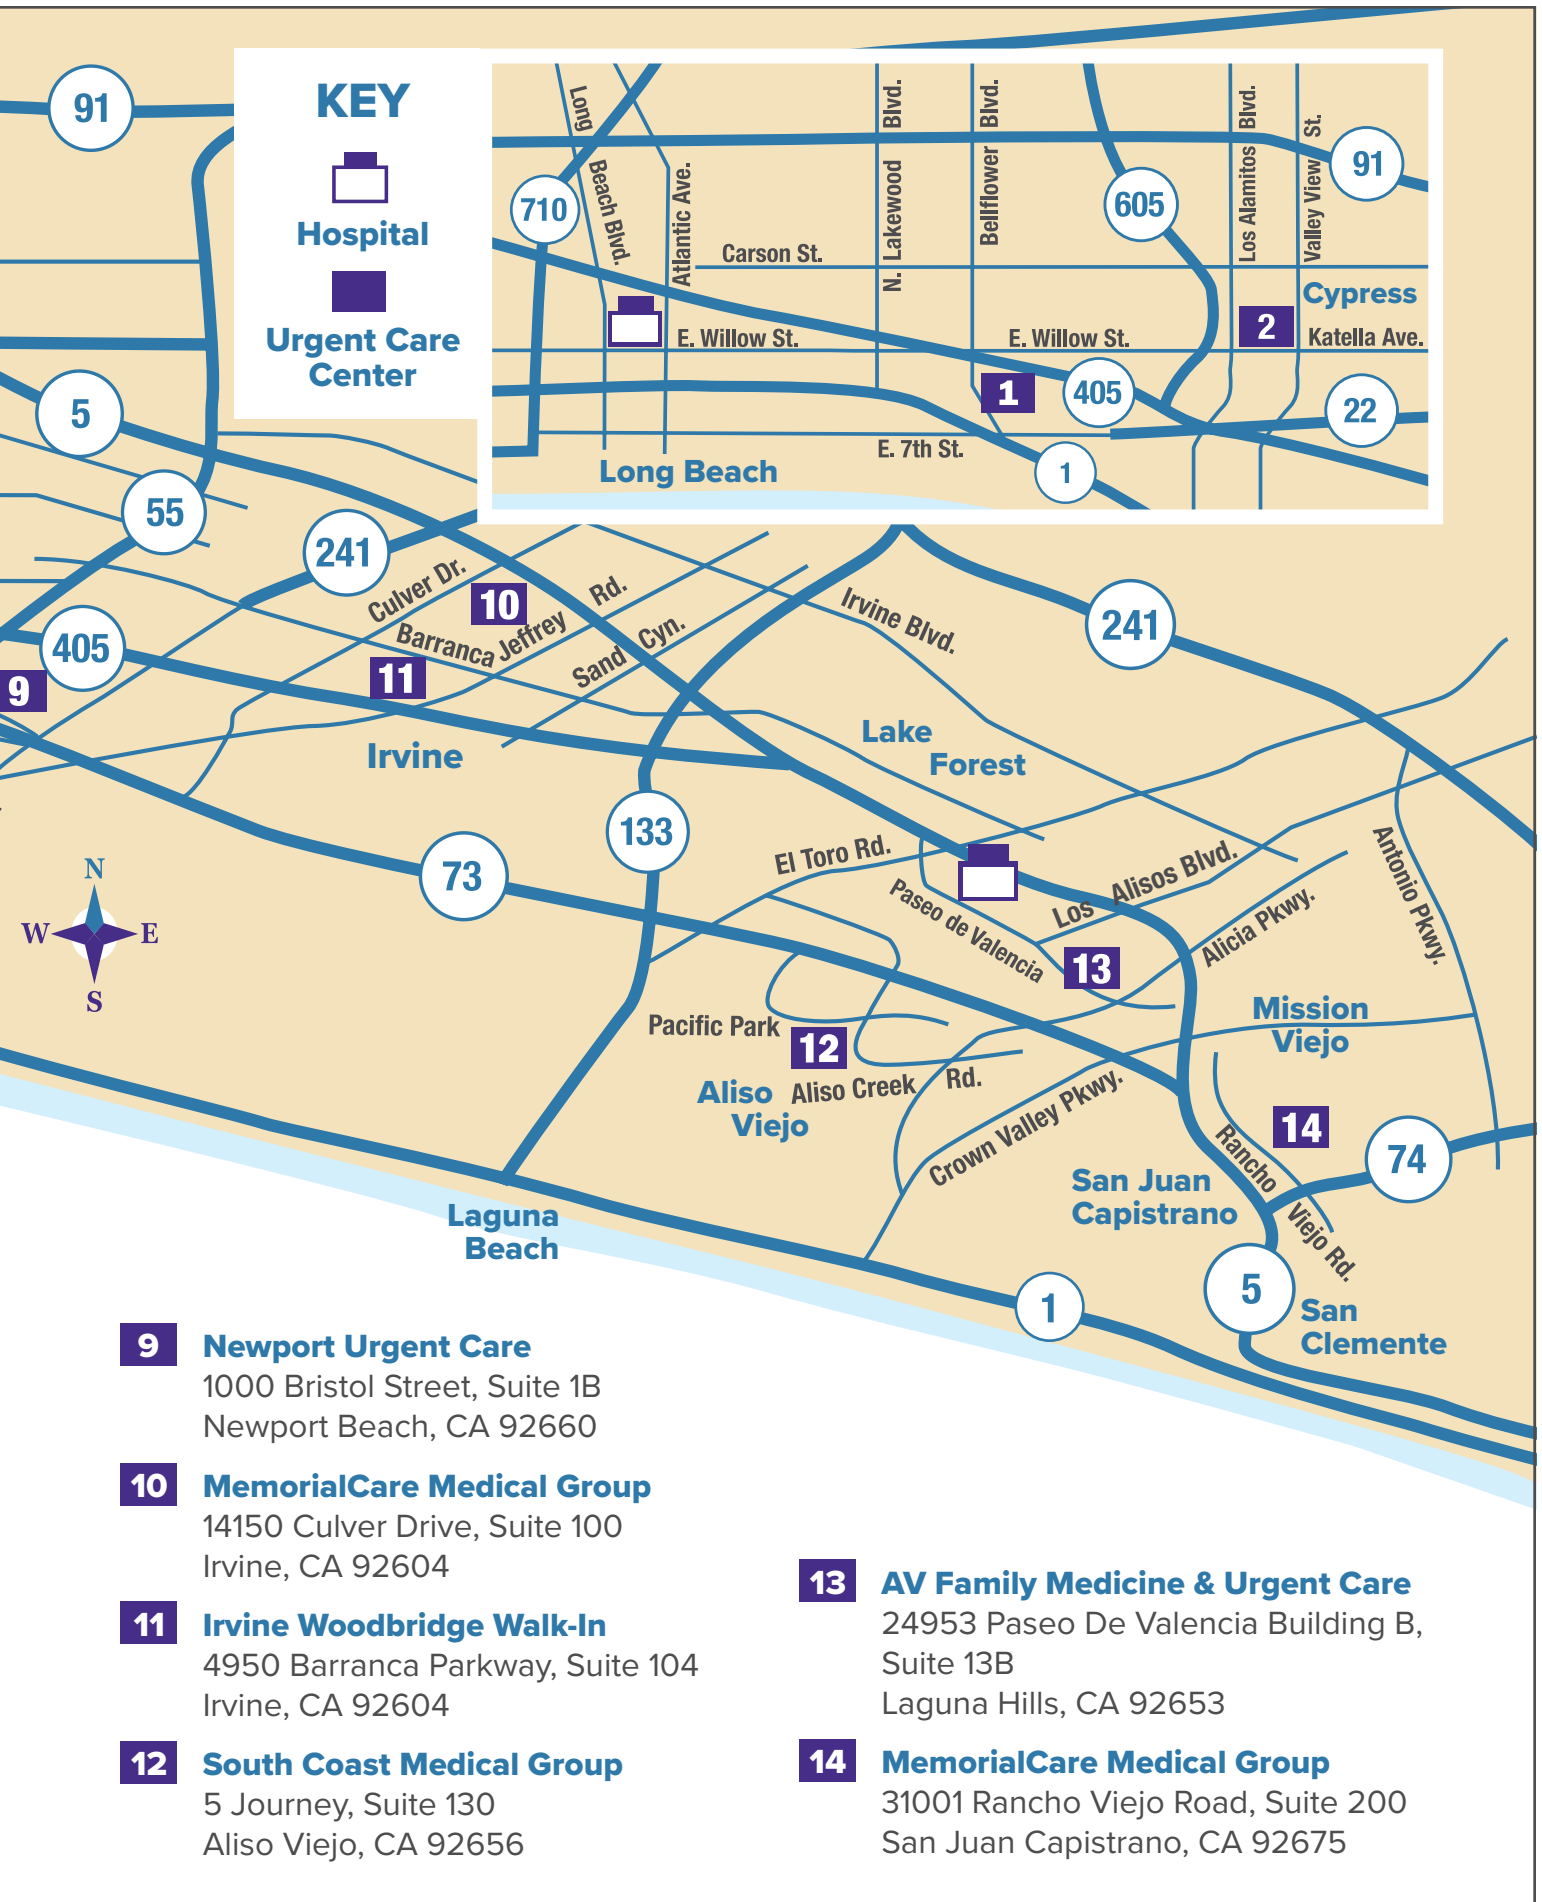 KEY
Hospital
Urgent Care
Center
91
5
55
241
405
9
Long
Beach Blvd.
710
Atlantic Ave.
Carson St.
N. Lakewood Blvd.
Bellflower Blvd.
605
Los Alamitos Blvd.
Valley View St.
91
Cypress
2
Katella Ave.
E. Willow St.
E. Willow St.
1
405
22
E. 7th St.
1
Long Beach
Culver Dr.
10
Barranca
Jeffrey Rd.
11
Sand Cyn.
Irvine Blvd.
241
Irvine
Lake
Forest
133
73
El Toro Rd.
Paseo de Valencia
Los Alisos Blvd.
Alicia Pkwy.
Antonio Pkwy.
13
N
W
E
S
Pacific Park
12
Mission
Viejo
Aliso
Viejo
Aliso Creek Rd.
Crown Valley Pkwy.
14
Rancho Viejo Rd.
74
San Juan
Capistrano
Laguna
Beach
5
1
San
Clemente
9 Newport Urgent Care
1000 Bristol Street, Suite 1B
Newport Beach, CA 92660
10 MemorialCare Medical Group
14150 Culver Drive, Suite 100
Irvine, CA 92604
11 Irvine Woodbridge Walk-In
4950 Barranca Parkway, Suite 104
Irvine, CA 92604
12 South Coast Medical Group
5 Journey, Suite 130
Aliso Viejo, CA 92656
13 AV Family Medicine & Urgent Care
24953 Paseo De Valencia Building B,
Suite 13B
Laguna Hills, CA 92653
14 MemorialCare Medical Group
31001 Rancho Viejo Road, Suite 200
San Juan Capistrano, CA 92675